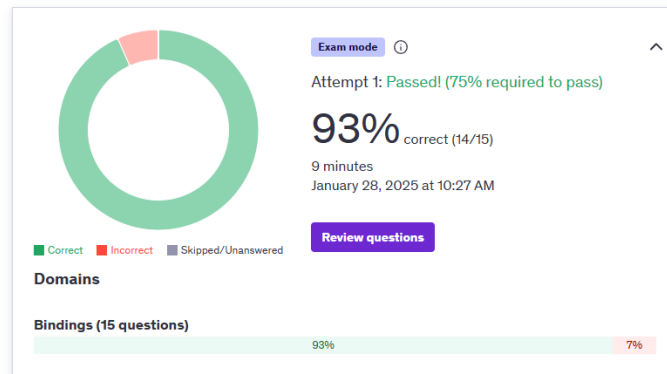 Exam mode
Attempt 1: Passed! (75% required to pass)
93% correct (14/15)
9 minutes
January 28, 2025 at 10:27 AM
Review questions
Correct Incorrect Skipped/Unanswered
Domains
Bindings (15 questions)
93% 7%